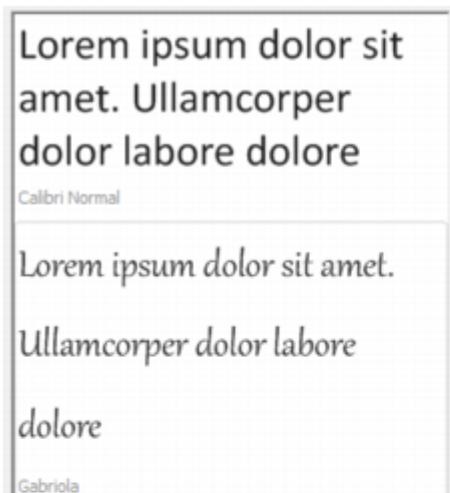 Lorem ipsum dolor sit
amet. Ullamcorper
dolor labore dolore
Calibri Normal
Lorem ipsum dolor sit amet.
Ullamcorper dolor labore
dolore
Gabriola